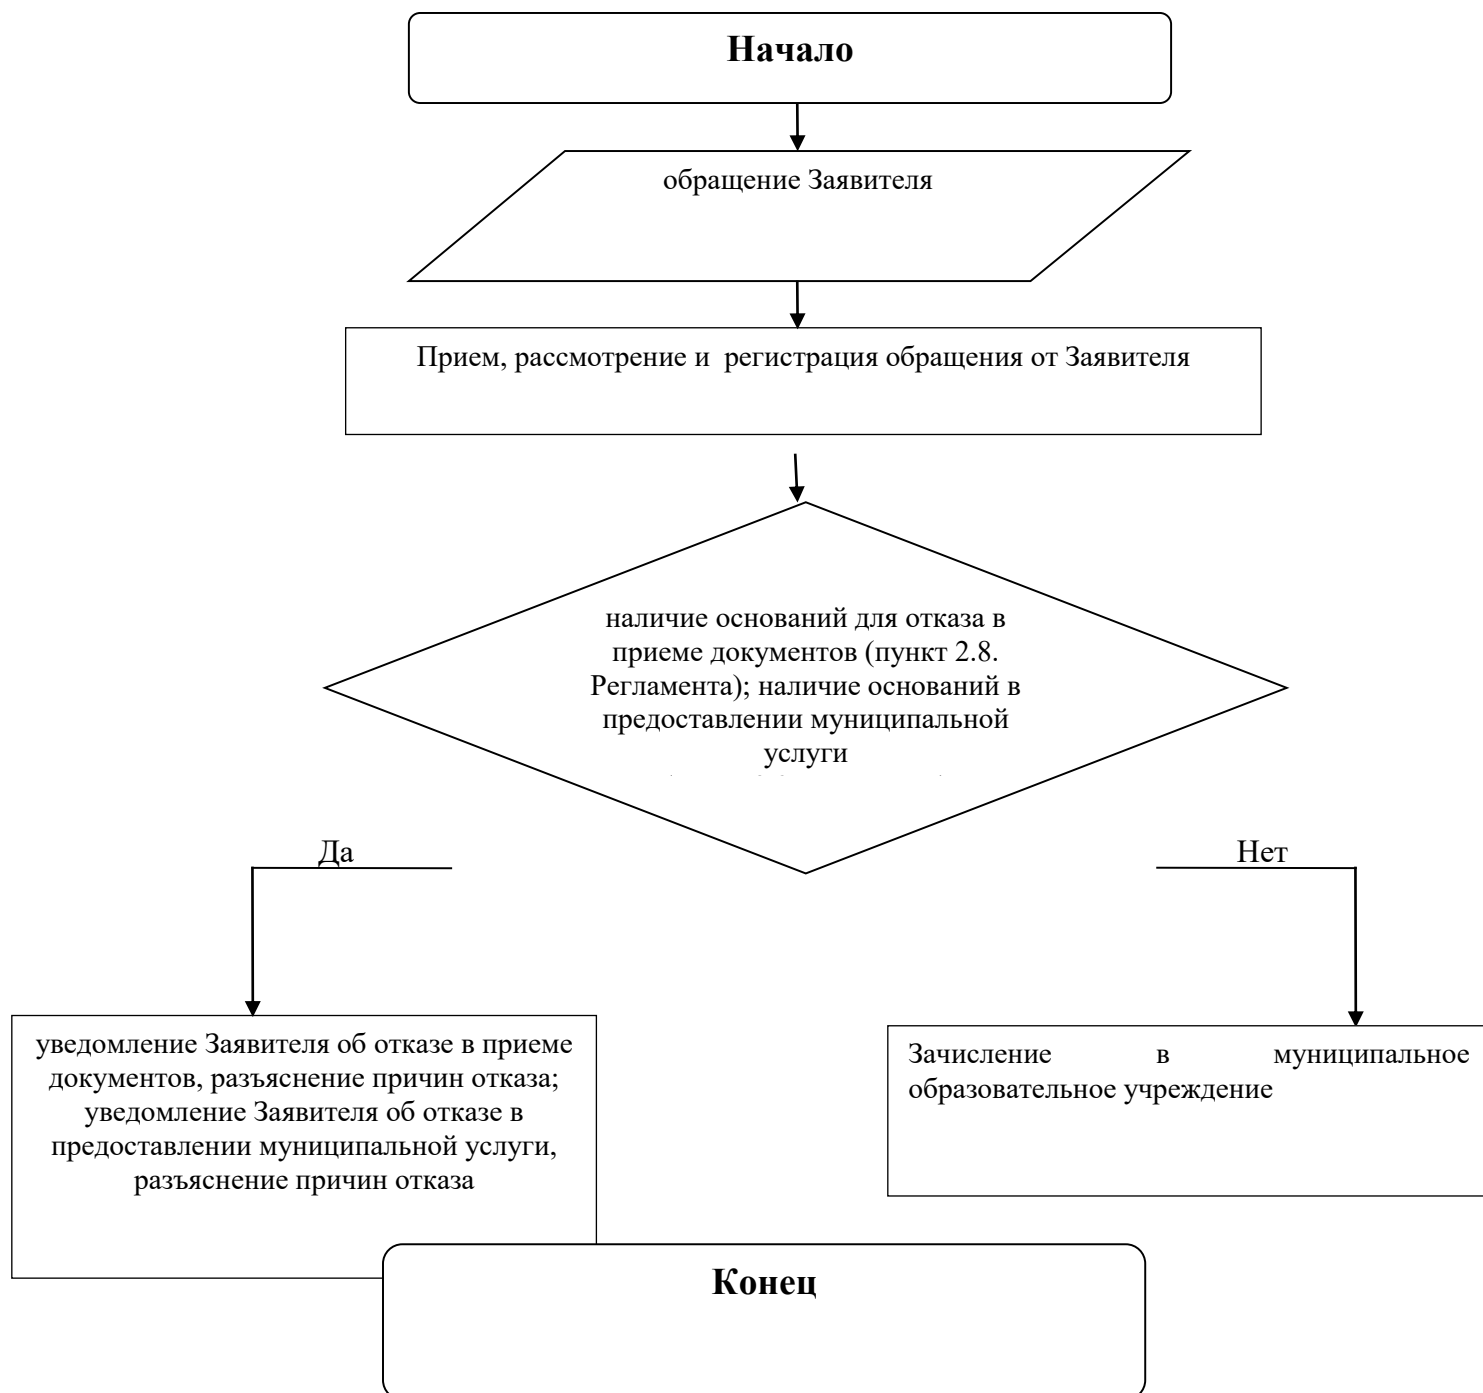 Начало
обращение Заявителя
Прием, рассмотрение и  регистрация обращения от Заявителя
наличие оснований для отказа в
приеме документов (пункт 2.8.
Регламента); наличие оснований в
предоставлении муниципальной
услуги
Да
Нет
уведомление Заявителя об отказе в приеме
документов, разъяснение причин отказа;
уведомление Заявителя об отказе в
предоставлении муниципальной услуги,
разъяснение причин отказа
Зачисление в муниципальное
образовательное учреждение
Конец